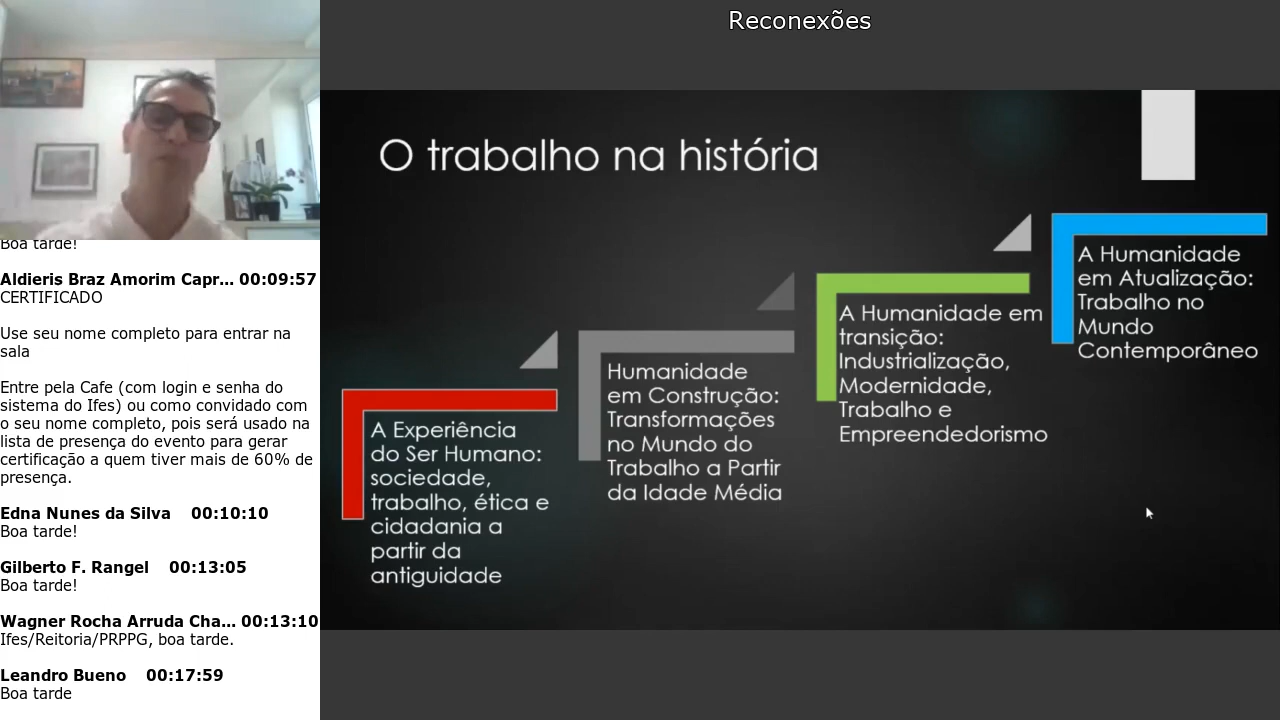 Reconexões
O trabalho na história
A Experiência
do Ser Humano:
sociedade,
trabalho, ética e
cidadania a
partir da
antiguidade
Humanidade
em Construção:
Transformações
no Mundo do
Trabalho a Partir
da Idade Média
A Humanidade em
transição:
Industrialização,
Modernidade,
Trabalho e
Empreendedorismo
A Humanidade
em Atualização:
Trabalho no
Mundo
Contemporâneo
Boa tarde!
Aldieris Braz Amorim Capr... 00:09:57
CERTIFICADO
Use seu nome completo para entrar na
sala
Entre pela Cafe (com login e senha do
sistema do Ifes) ou como convidado com
o seu nome completo, pois será usado na
lista de presença do evento para gerar
certificação a quem tiver mais de 60% de
presença.
Edna Nunes da Silva 00:10:10
Boa tarde!
Gilberto F. Rangel 00:13:05
Boa tarde!
Wagner Rocha Arruda Cha... 00:13:10
Ifes/Reitoria/PRPPG, boa tarde.
Leandro Bueno 00:17:59
Boa tarde